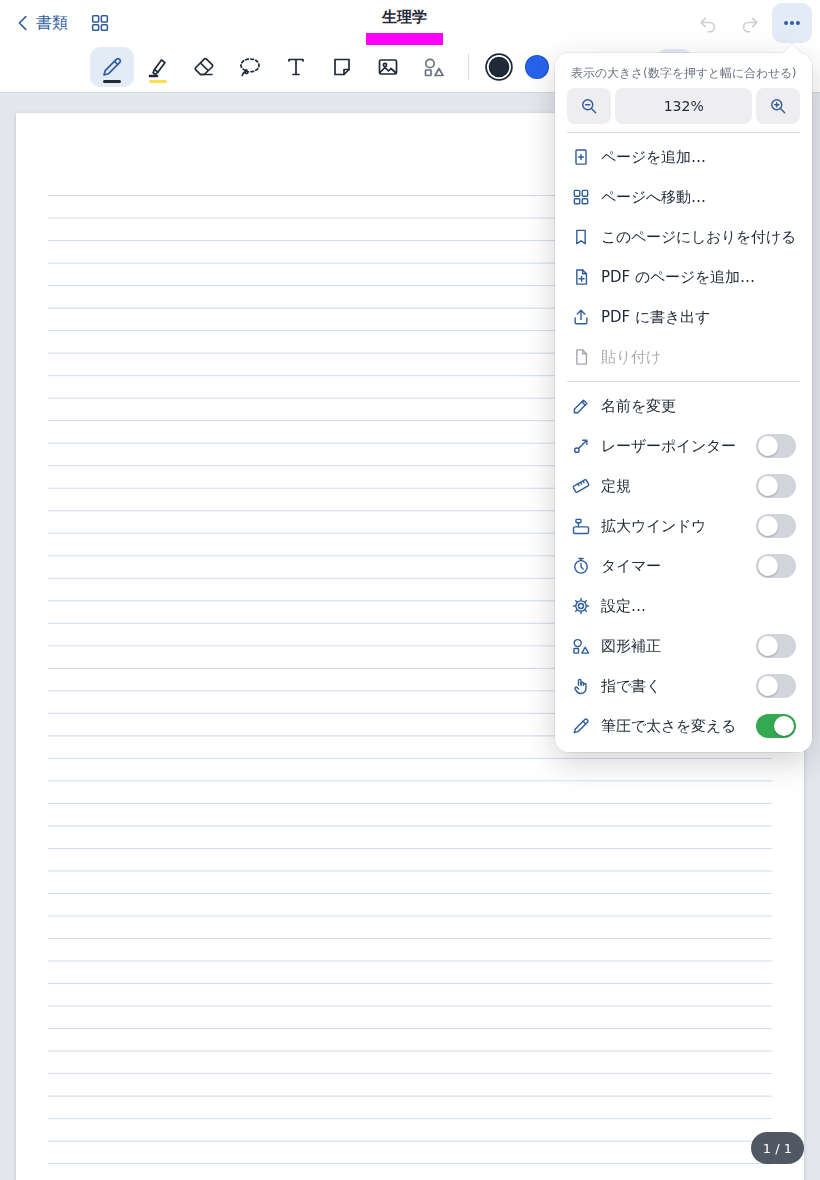 書類
生理学
表示の大きさ(数字を押すと幅に合わせる)
132%
ページを追加…
ページへ移動…
このページにしおりを付ける
PDF のページを追加…
PDF に書き出す
貼り付け
名前を変更
レーザーポインター
定規
拡大ウインドウ
タイマー
設定…
図形補正
指で書く
筆圧で太さを変える
1 / 1